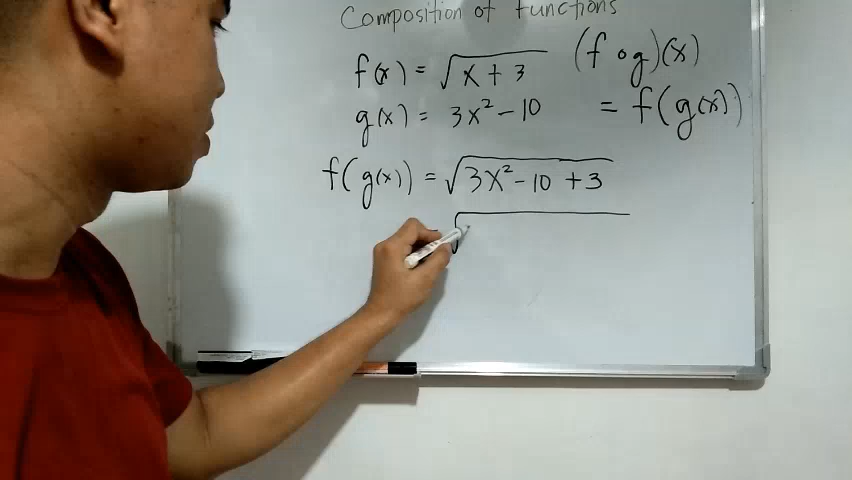 Composition of functions
f(x) = √x + 3 (f∘g)(x)
g(x) = 3x² - 10 = f(g(x))
f(g(x)) = √3x² - 10 + 3
√